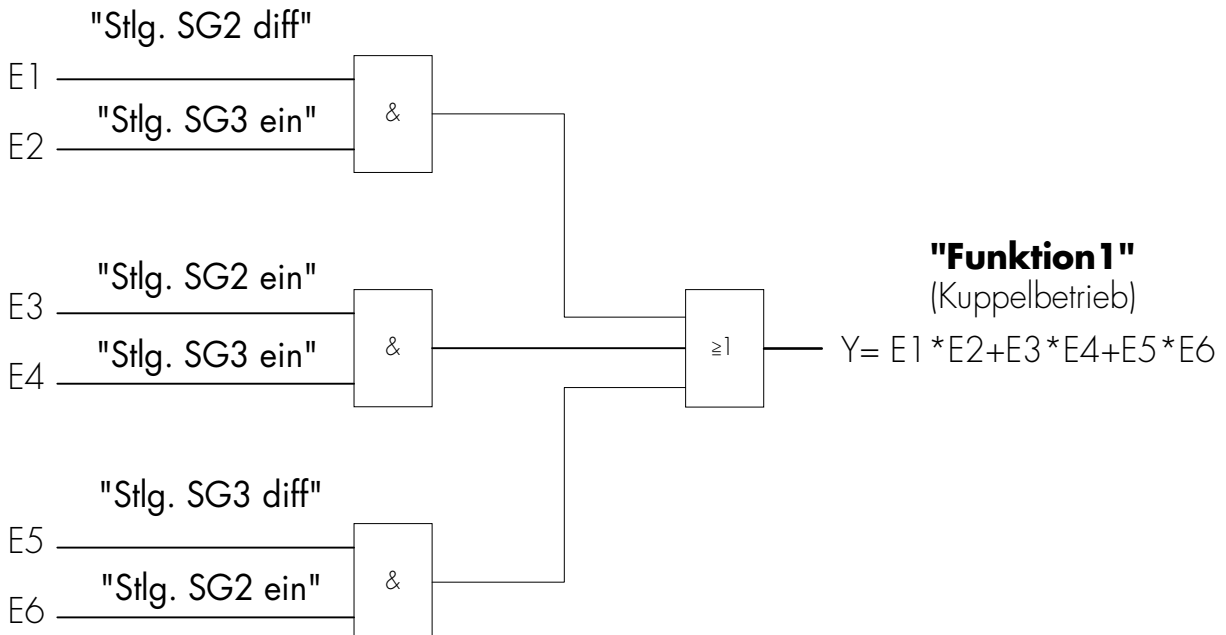 "Stlg. SG2 diff"
E1
&
"Stlg. SG3 ein"
E2
"Stlg. SG2 ein"
E3
&
"Stlg. SG3 ein"
E4
≧1
"Funktion1"
(Kuppelbetrieb)
Y= E1*E2+E3*E4+E5*E6
"Stlg. SG3 diff"
E5
&
"Stlg. SG2 ein"
E6